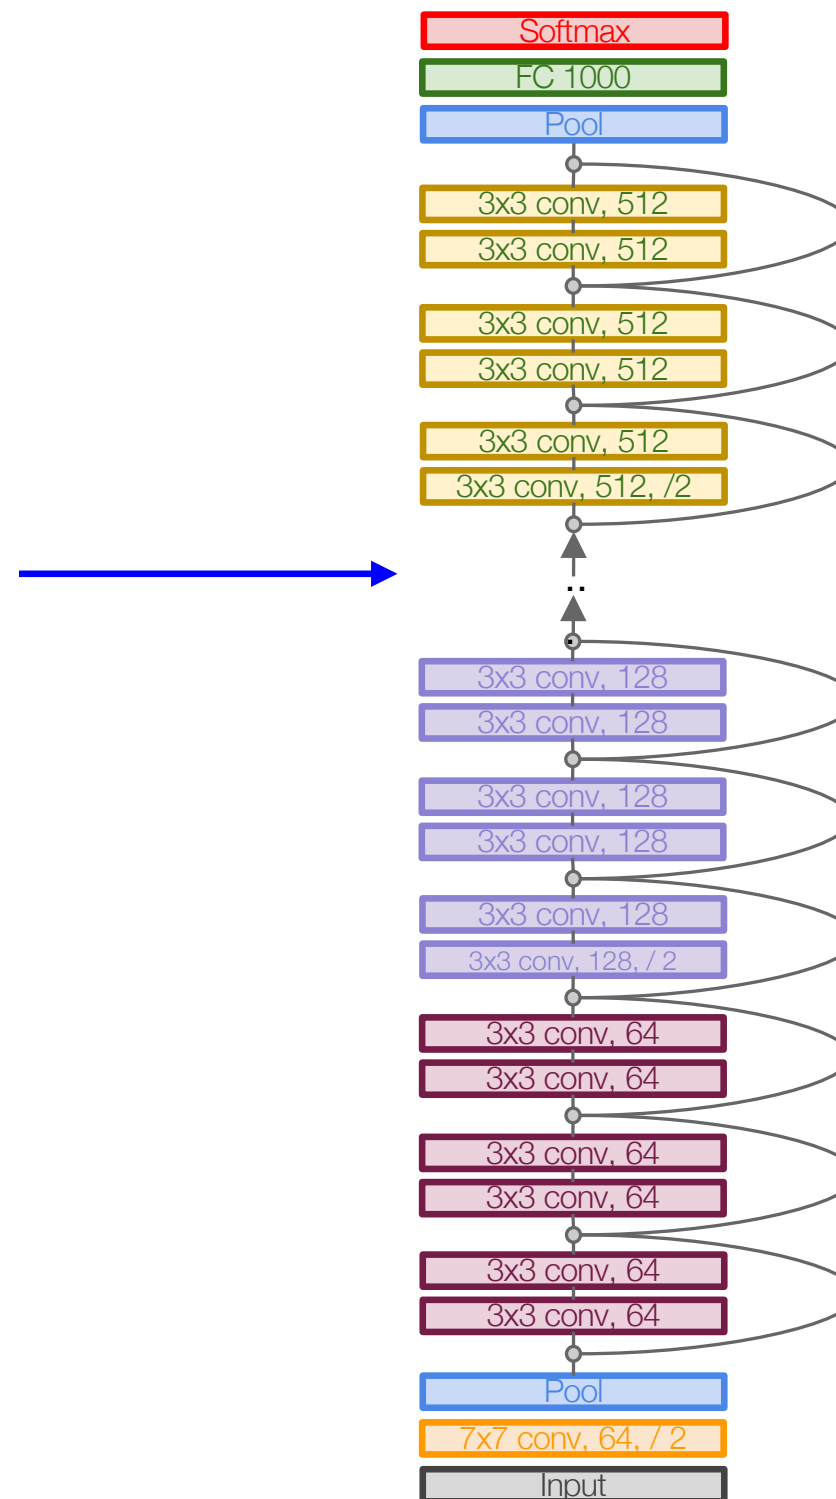 Softmax
FC 1000
Pool
3x3 conv, 512
3x3 conv, 512
3x3 conv, 512
3x3 conv, 512
3x3 conv, 512
3x3 conv, 512, /2
..
.
3x3 conv, 128
3x3 conv, 128
3x3 conv, 128
3x3 conv, 128
3x3 conv, 128
3x3 conv, 128, / 2
3x3 conv, 64
3x3 conv, 64
3x3 conv, 64
3x3 conv, 64
3x3 conv, 64
3x3 conv, 64
Pool
7x7 conv, 64, / 2
Input